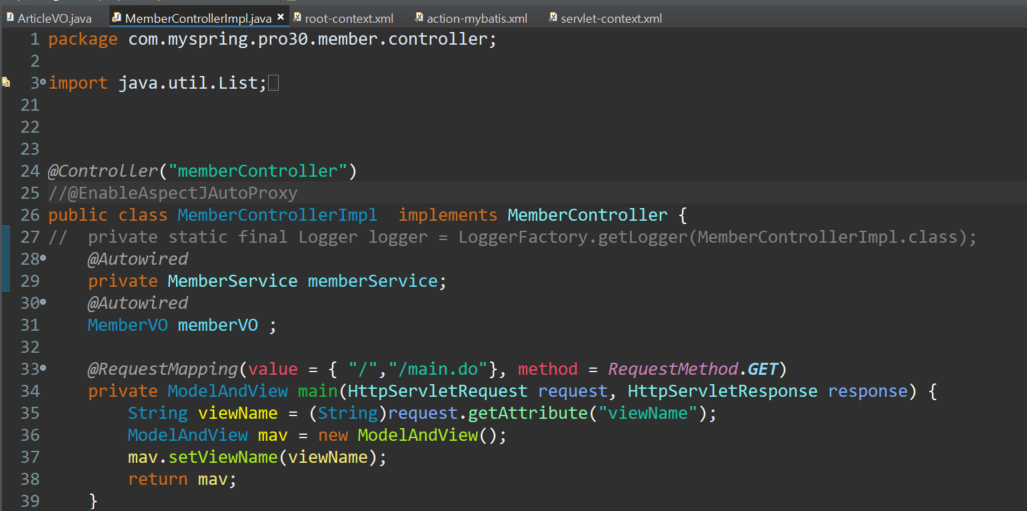 ArticleVO.java MemberControllerImpl.java × root-context.xml action-mybatis.xml servlet-context.xml
1 package com.myspring.pro30.member.controller;
2
3 import java.util.List;
21
22
23
24 @Controller("memberController")
25 //@EnableAspectJAutoProxy
26 public class MemberControllerImpl  implements MemberController {
27 //  private static final Logger logger = LoggerFactory.getLogger(MemberControllerImpl.class);
28     @Autowired
29     private MemberService memberService;
30     @Autowired
31     MemberVO memberVO ;
32
33     @RequestMapping(value = { "/","/main.do"}, method = RequestMethod.GET)
34     private ModelAndView main(HttpServletRequest request, HttpServletResponse response) {
35         String viewName = (String)request.getAttribute("viewName");
36         ModelAndView mav = new ModelAndView();
37         mav.setViewName(viewName);
38         return mav;
39     }